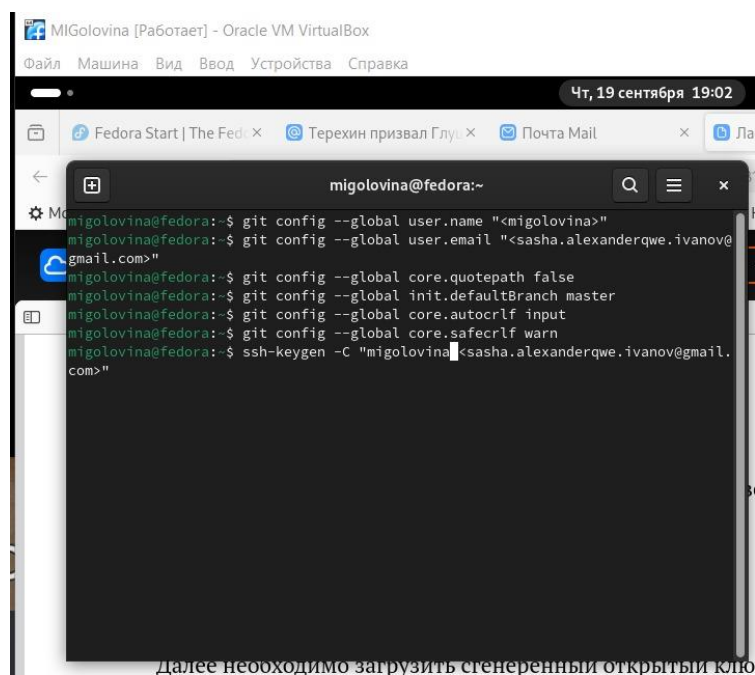 MIGolovina [Работает] - Oracle VM VirtualBox
Файл Машина Вид Ввод Устройства Справка
Чт, 19 сентября 19:02
Fedora Start | The Fed × Терехин призвал Глу × Почта Mail × Ла
migolovina@fedora:~ ×
migolovina@fedora:~$ git config --global user.name "<migolovina>"
migolovina@fedora:~$ git config --global user.email "<sasha.alexanderqwe.ivanov@
gmail.com>"
migolovina@fedora:~$ git config --global core.quotepath false
migolovina@fedora:~$ git config --global init.defaultBranch master
migolovina@fedora:~$ git config --global core.autocrlf input
migolovina@fedora:~$ git config --global core.safecrlf warn
migolovina@fedora:~$ ssh-keygen -C "migolovina <sasha.alexanderqwe.ivanov@gmail.
com>"
Далее необходимо загрузить сгенеренный открытый клю